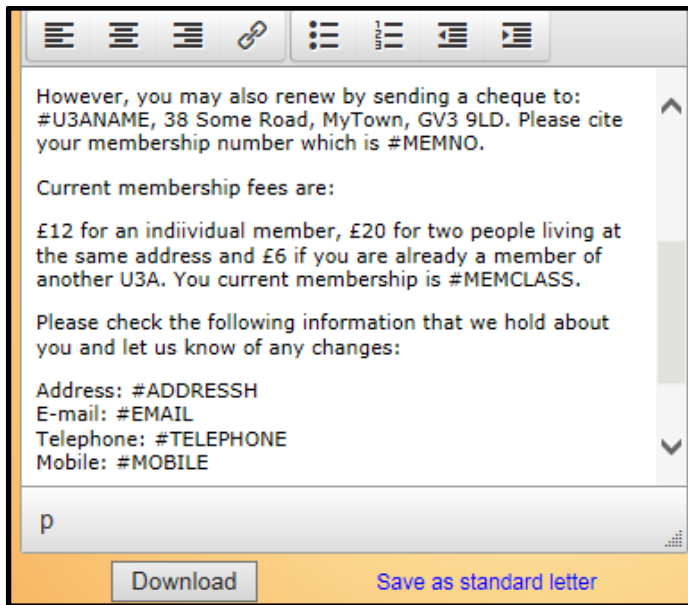 However, you may also renew by sending a cheque to:
#U3ANAME, 38 Some Road, MyTown, GV3 9LD. Please cite
your membership number which is #MEMNO.
Current membership fees are:
£12 for an indiividual member, £20 for two people living at
the same address and £6 if you are already a member of
another U3A. You current membership is #MEMCLASS.
Please check the following information that we hold about
you and let us know of any changes:
Address: #ADDRESSH
E-mail: #EMAIL
Telephone: #TELEPHONE
Mobile: #MOBILE
p
Download Save as standard letter